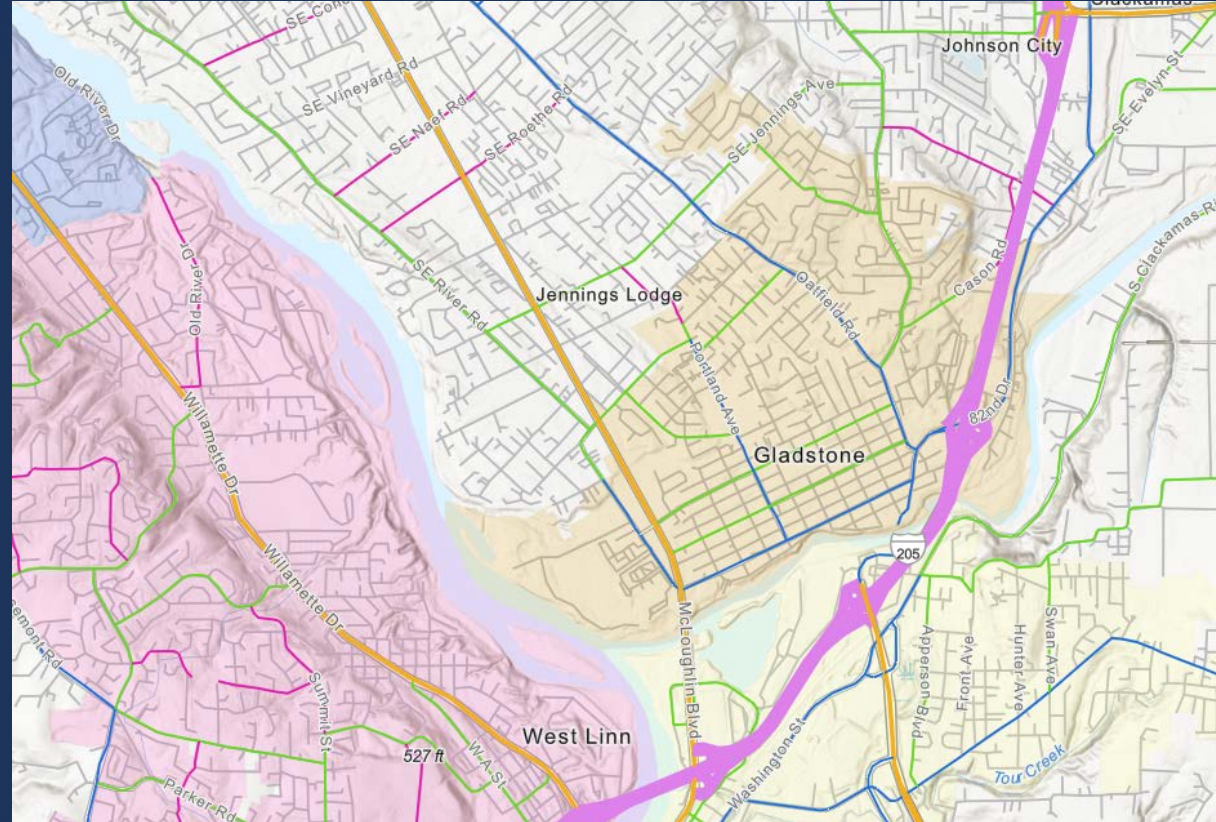 Clackamas
Johnson City
Old River Dr
SE Vineyard Rd
SE Naef Rd
SE Roethe Rd
SE Jennings Ave
SE Evelyn St
Old River Dr
SE River Rd
Jennings Lodge
Oatfield Rd
Cason Rd
S Clackamas Ri
Portland Ave
82nd Dr
Willamette Dr
Gladstone
205
Willamette Dr
emont Rd
McLoughlin Blvd
Apperson Blvd
Front Ave
Hunter Ave
Swan Ave
Summit St
West Linn
527 ft
W A St
Washington St
Tour Creek
Parker Rd